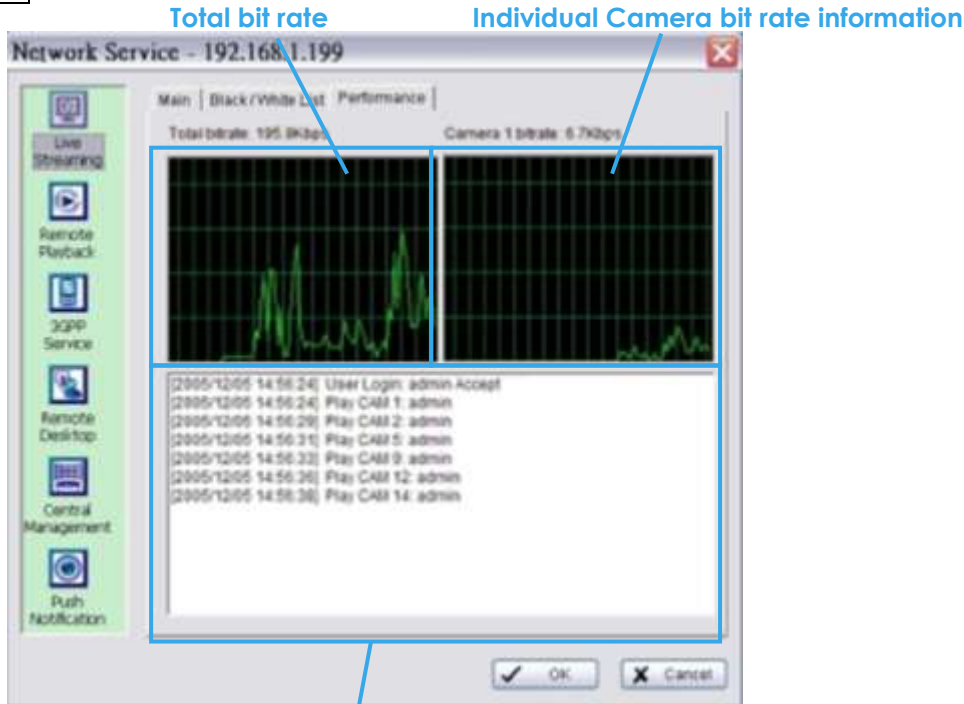 Total bit rate
Individual Camera bit rate information
Network Service - 192.168.1.199
Main
Black / White List
Performance
Total bitrate: 195.9Kbps
Camera 1 bitrate: 6.7Kbps
Live Streaming
Remote Playback
3GPP Service
Remote Desktop
Central Management
Push Notification
[2005/12/05 14:56:24] User Login: admin Accept
[2005/12/05 14:56:24] Play CAM 1: admin
[2005/12/05 14:56:29] Play CAM 2: admin
[2005/12/05 14:56:31] Play CAM 5: admin
[2005/12/05 14:56:33] Play CAM 9: admin
[2005/12/05 14:56:36] Play CAM 12: admin
[2005/12/05 14:56:38] Play CAM 14: admin
OK
Cancel